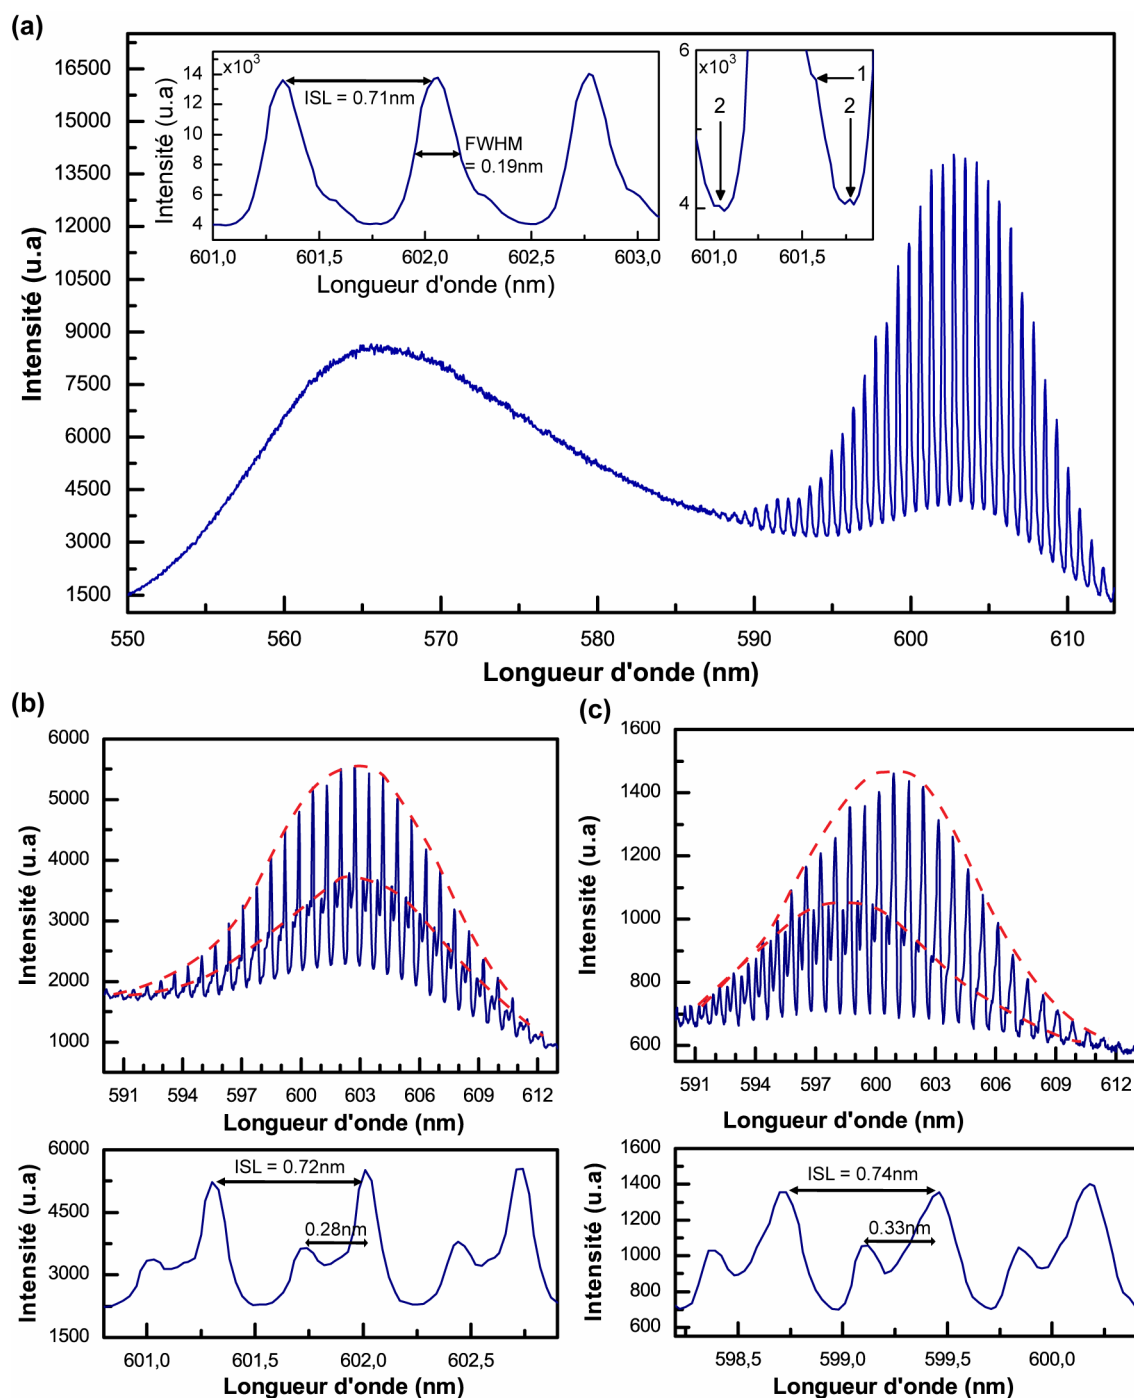 (a)
16500
15000
13500
12000
10500
9000
7500
6000
4500
3000
1500
Intensité (u.a)
550 560 570 580 590 600 610
Longueur d'onde (nm)
x10³
14
12
10
8
6
4
Intensité (u.a)
ISL = 0.71nm
FWHM
= 0.19nm
601,0 601,5 602,0 602,5 603,0
Longueur d'onde (nm)
6
x10³
4
1
2 2
601,0 601,5
(b)
6000
5000
4000
3000
2000
1000
Intensité (u.a)
591 594 597 600 603 606 609 612
Longueur d'onde (nm)
6000
4500
3000
1500
Intensité (u.a)
ISL = 0.72nm
0.28nm
601,0 601,5 602,0 602,5
Longueur d'onde (nm)
(c)
1600
1400
1200
1000
800
600
Intensité (u.a)
591 594 597 600 603 606 609 612
Longueur d'onde (nm)
1600
1400
1200
1000
800
600
Intensité (u.a)
ISL = 0.74nm
0.33nm
598,5 599,0 599,5 600,0
Longueur d'onde (nm)